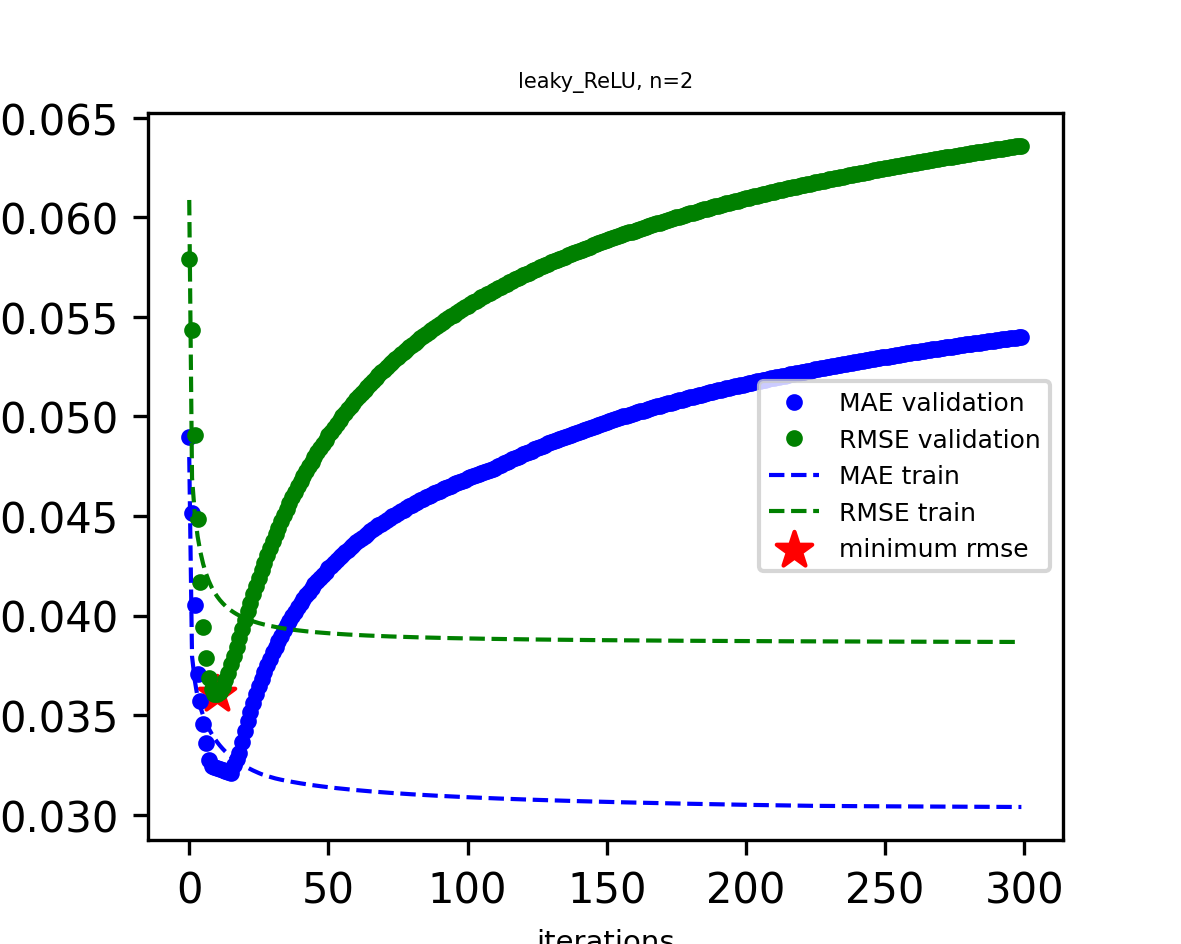 leaky_ReLU, n=2
0.065
0.060
0.055
0.050
0.045
0.040
0.035
0.030
MAE validation
RMSE validation
MAE train
RMSE train
minimum rmse
0 50 100 150 200 250 300
iterations